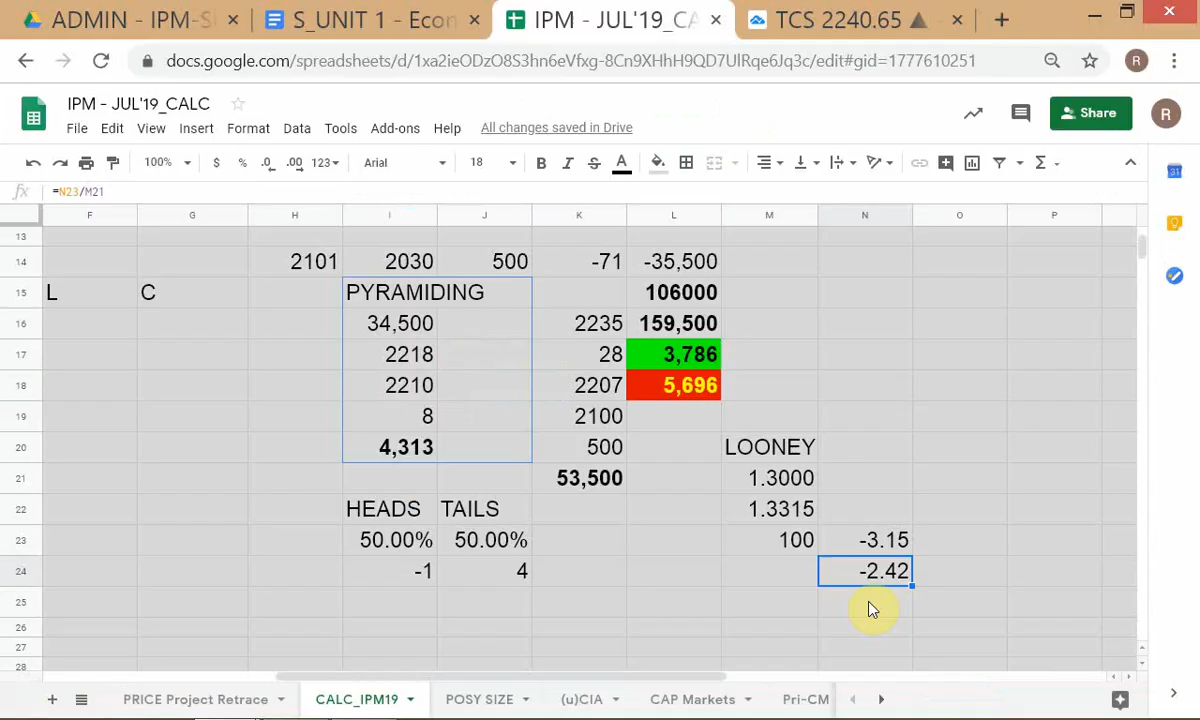 ADMIN - IPM-S
S_UNIT 1 - Econ
IPM - JUL'19_CA
TCS 2240.65 ▲
docs.google.com/spreadsheets/d/1xa2ieODzO8S3hn6eVfxg-8Cn9XHhH9QD7UlRqe6Jq3c/edit#gid=1777610251
R
IPM - JUL'19_CALC
File Edit View Insert Format Data Tools Add-ons Help All changes saved in Drive
Share
R
100% $ % .0 .00 123 Arial 18 B I S A Σ
fx =N23/M21
31
F G H I J K L M N O P
13
14 2101 2030 500 -71 -35,500
15 L C PYRAMIDING 106000
16 34,500 2235 159,500
17 2218 28 3,786
18 2210 2207 5,696
19 8 2100
20 4,313 500 LOONEY
21 53,500 1.3000
22 HEADS TAILS 1.3315
23 50.00% 50.00% 100 -3.15
24 -1 4 -2.42
25
26
27
28
PRICE Project Retrace CALC_IPM19 POSY SIZE (u)CIA CAP Markets Pri-CM